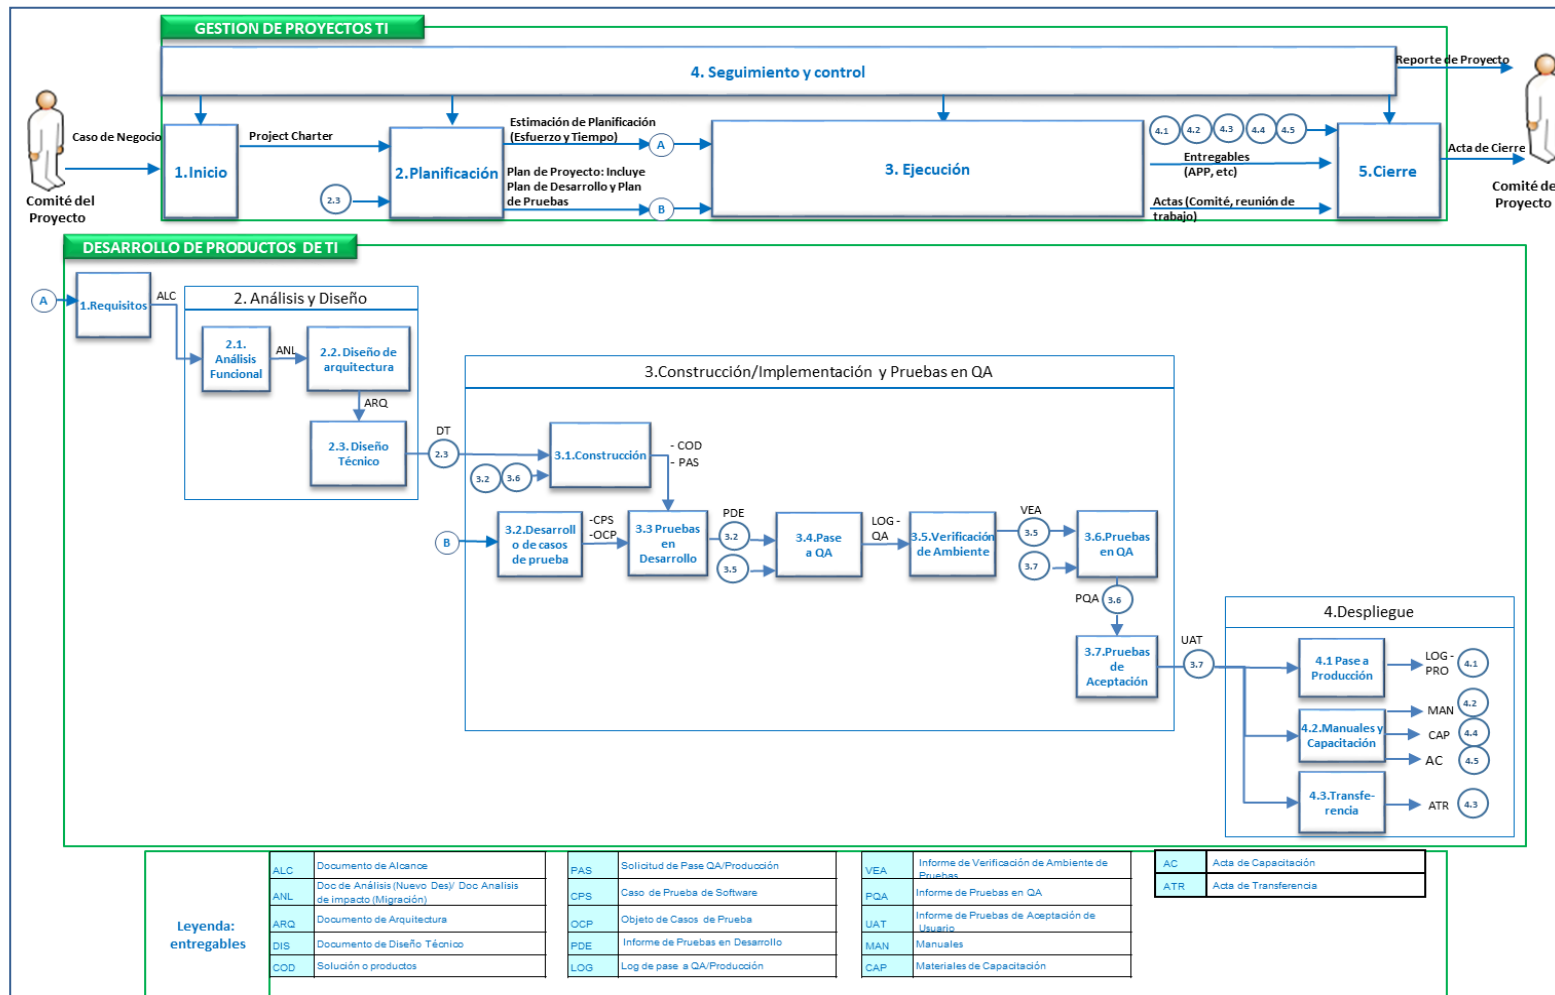 GESTION DE PROYECTOS TI
4. Seguimiento y control
Reporte de Proyecto
Caso de Negocio
Project Charter
Estimación de Planificación
(Esfuerzo y Tiempo)
A
4.1
4.2
4.3
4.4
4.5
1.Inicio
2.Planificación
3. Ejecución
5.Cierre
Entregables
(APP, etc)
Acta de Cierre
Plan de Proyecto: Incluye
Plan de Desarrollo y Plan
de Pruebas
2.3
B
Actas (Comité, reunión de
trabajo)
Comité del
Proyecto
Comité del
Proyecto
DESARROLLO DE PRODUCTOS DE TI
A
1.Requisitos
ALC
2. Análisis y Diseño
2.1.
Análisis
Funcional
ANL
2.2. Diseño de
arquitectura
ARQ
2.3. Diseño
Técnico
DT
2.3
3.Construcción/Implementación y Pruebas en QA
3.1.Construcción
3.2
3.6
- COD
- PAS
B
3.2.Desarroll
o de casos
de prueba
-CPS
-OCP
3.3 Pruebas
en
Desarrollo
PDE
3.2
3.5
3.4.Pase
a QA
LOG -
QA
3.5.Verificación
de Ambiente
VEA
3.5
3.7
3.6.Pruebas
en QA
PQA
3.6
3.7.Pruebas
de
Aceptación
UAT
3.7
4.Despliegue
4.1 Pase a
Producción
LOG -
PRO
4.1
4.2.Manuales y
Capacitación
MAN
4.2
CAP
4.4
AC
4.5
4.3.Transfe-
rencia
ATR
4.3
Leyenda:
entregables
ALC Documento de Alcance
ANL Doc de Análisis (Nuevo Des)/ Doc Analisis
de impacto (Migración)
ARQ Documento de Arquitectura
DIS Documento de Diseño Técnico
COD Solución o productos
PAS Solicitud de Pase QA/Producción
CPS Caso de Prueba de Software
OCP Objeto de Casos de Prueba
PDE Informe de Pruebas en Desarrollo
LOG Log de pase a QA/Producción
VEA Informe de Verificación de Ambiente de
Pruebas
PQA Informe de Pruebas en QA
UAT Informe de Pruebas de Aceptación de
Usuario
MAN Manuales
CAP Materiales de Capacitación
AC Acta de Capacitación
ATR Acta de Transferencia